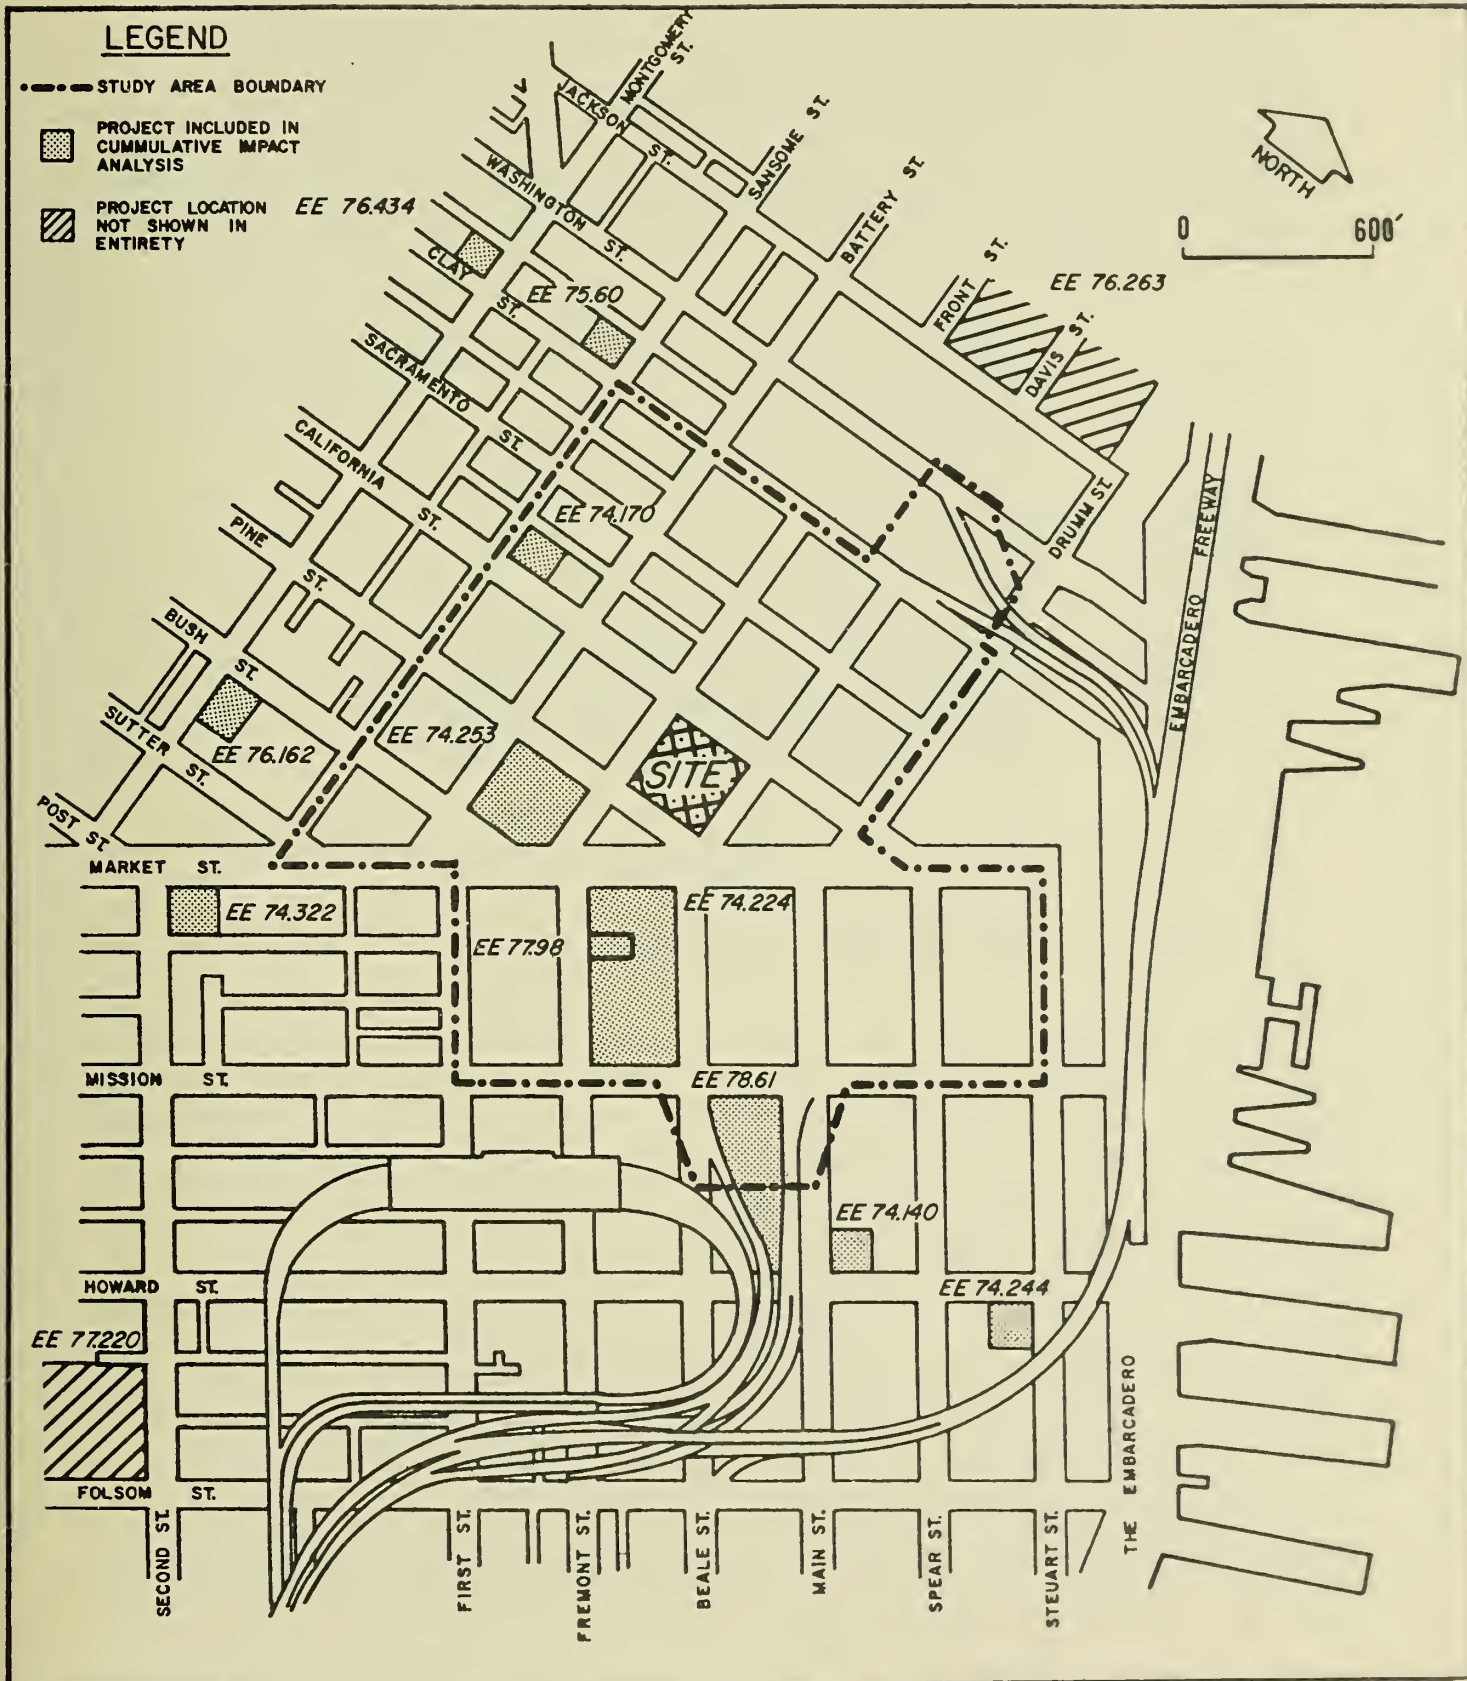 LEGEND
STUDY AREA BOUNDARY
PROJECT INCLUDED IN
CUMMULATIVE IMPACT
ANALYSIS
PROJECT LOCATION
NOT SHOWN IN
ENTIRETY
EE 76.434
MONTGOMERY
ST.
JACKSON
ST.
SANSOME ST.
WASHINGTON
ST.
BATTERY ST.
NORTH
0 600'
CLAY
ST.
EE 75.60
FRONT ST.
EE 76.263
DAVIS ST.
SACRAMENTO
ST.
CALIFORNIA
ST.
EE 74.170
DRUMM ST.
EMBARCADERO FREEWAY
PINE
ST.
BUSH
ST.
SUTTER
ST.
EE 76.162
EE 74.253
SITE
POST ST.
MARKET ST.
EE 74.322
EE 74.224
EE 77.98
MISSION ST.
EE 78.61
EE 74.140
HOWARD ST.
EE 74.244
EE 77.220
FOLSOM ST.
SECOND ST.
FIRST ST.
FREMONT ST.
BEALE ST.
MAIN ST.
SPEAR ST.
STEUART ST.
THE EMBARCADERO